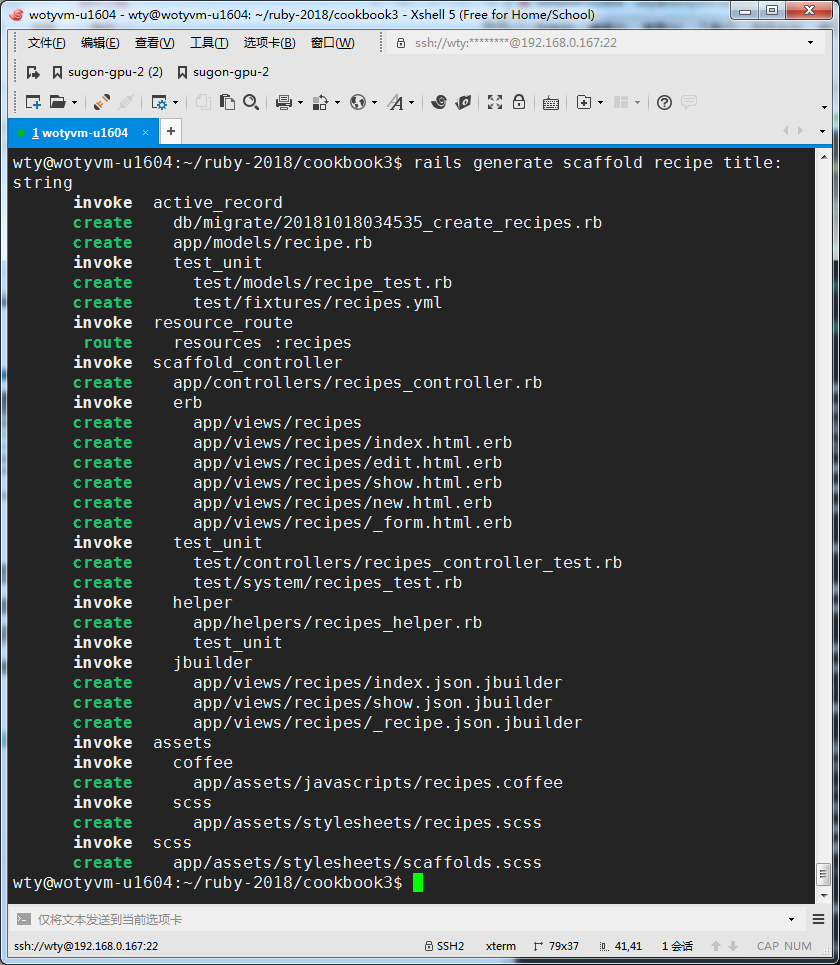 wotyvm-u1604 - wty@wotyvm-u1604: ~/ruby-2018/cookbook3 - Xshell 5 (Free for Home/School)
文件(F) 编辑(E) 查看(V) 工具(T) 选项卡(B) 窗口(W) ssh://wty:********@192.168.0.167:22
sugon-gpu-2 (2) sugon-gpu-2
1 wotyvm-u1604 × +
wty@wotyvm-u1604:~/ruby-2018/cookbook3$ rails generate scaffold recipe title:
string
invoke active_record
create db/migrate/20181018034535_create_recipes.rb
create app/models/recipe.rb
invoke test_unit
create test/models/recipe_test.rb
create test/fixtures/recipes.yml
invoke resource_route
route resources :recipes
invoke scaffold_controller
create app/controllers/recipes_controller.rb
invoke erb
create app/views/recipes
create app/views/recipes/index.html.erb
create app/views/recipes/edit.html.erb
create app/views/recipes/show.html.erb
create app/views/recipes/new.html.erb
create app/views/recipes/_form.html.erb
invoke test_unit
create test/controllers/recipes_controller_test.rb
create test/system/recipes_test.rb
invoke helper
create app/helpers/recipes_helper.rb
invoke test_unit
invoke jbuilder
create app/views/recipes/index.json.jbuilder
create app/views/recipes/show.json.jbuilder
create app/views/recipes/_recipe.json.jbuilder
invoke assets
invoke coffee
create app/assets/javascripts/recipes.coffee
invoke scss
create app/assets/stylesheets/recipes.scss
invoke scss
create app/assets/stylesheets/scaffolds.scss
wty@wotyvm-u1604:~/ruby-2018/cookbook3$
仅将文本发送到当前选项卡
ssh://wty@192.168.0.167:22 SSH2 xterm 79x37 41,41 1 会话 CAP NUM